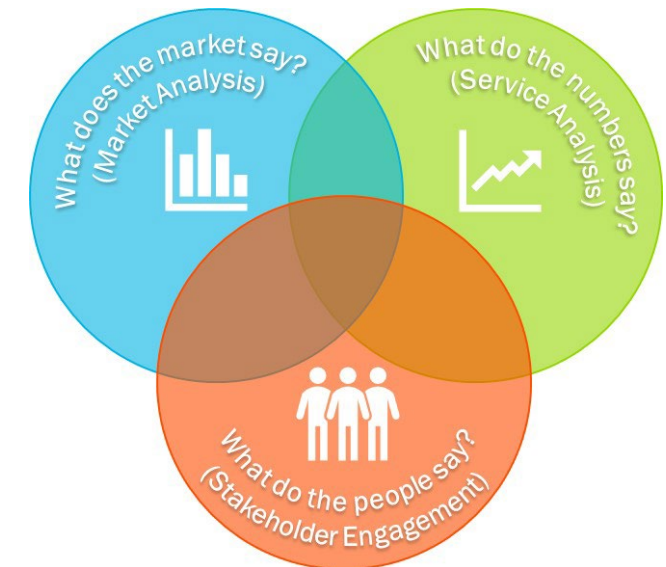 What does the market say?
(Market Analysis)
What do the numbers say?
(Service Analysis)
What do the people say?
(Stakeholder Engagement)